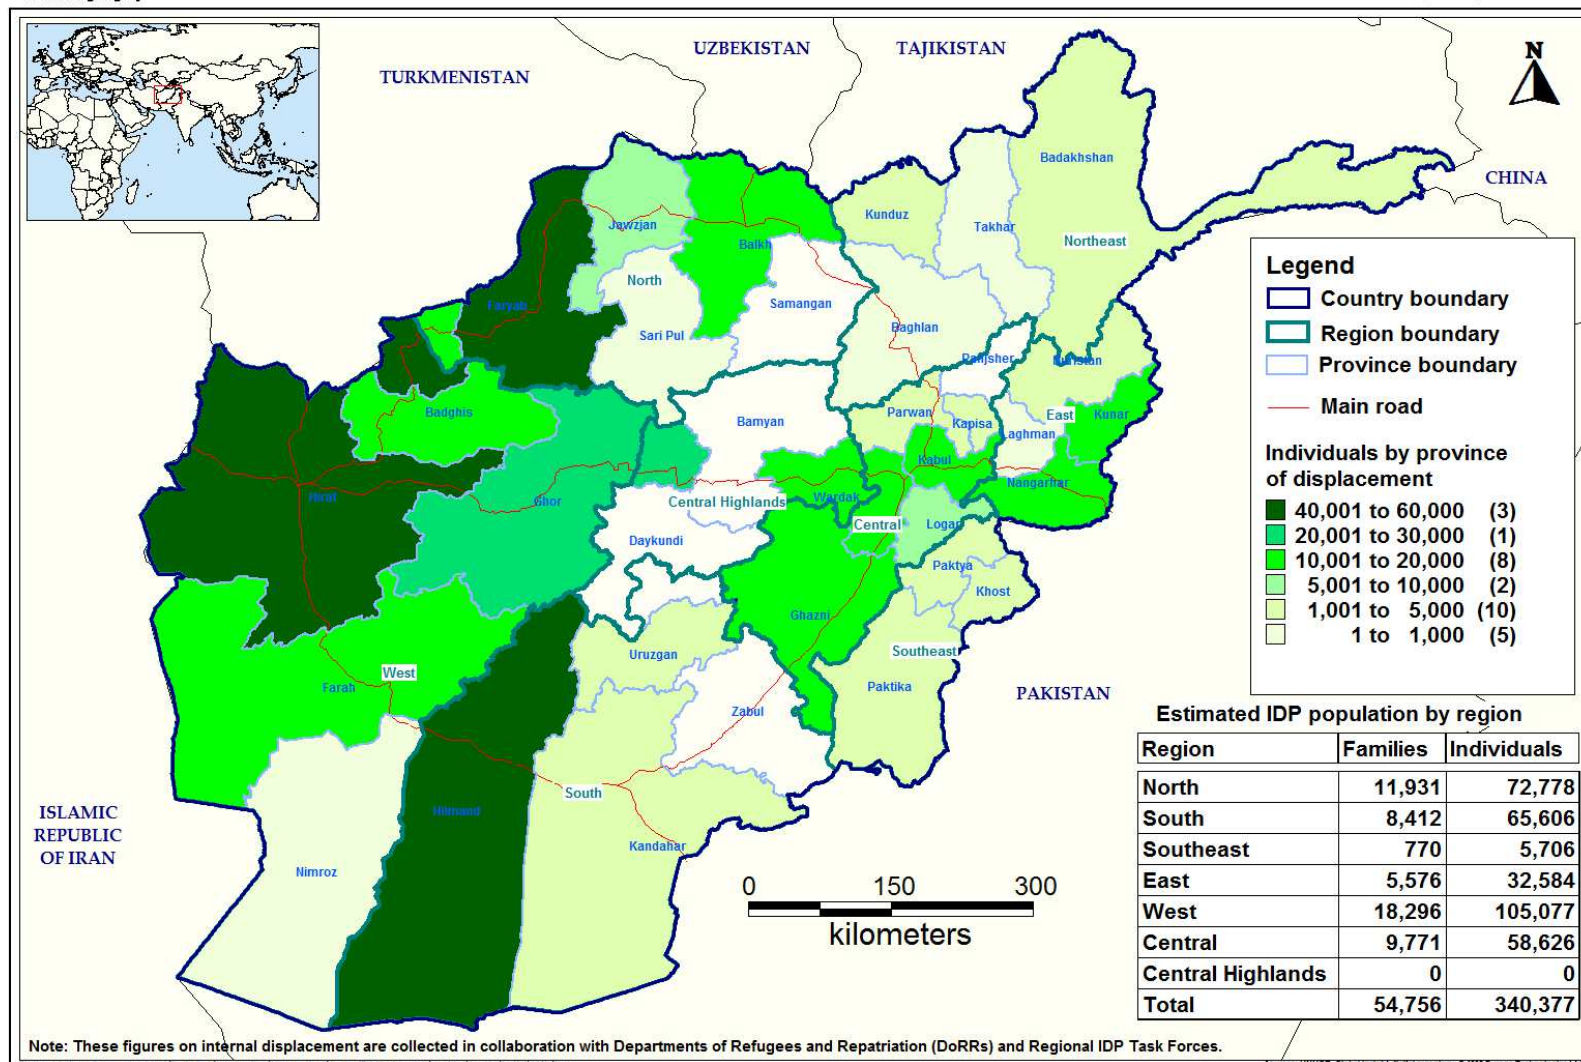 UZBEKISTAN
TAJIKISTAN
TURKMENISTAN
N
CHINA
Badakhshan
Kunduz
Takhar
Northeast
Jawzjan
Balkh
North
Samangan
Faryab
Sari Pul
Baghlan
Panjsher
Nuristan
Badghis
Bamyan
Parwan
Kapisa
East
Kunar
Laghman
Kabul
Hirat
Ghor
Central Highlands
Wardak
Nangarhar
Central
Logar
Daykundi
Paktya
Khost
Ghazni
Uruzgan
Southeast
West
Farah
Paktika
PAKISTAN
Zabul
South
Hilmand
Kandahar
Nimroz
ISLAMIC
REPUBLIC
OF IRAN
0 150 300
kilometers
Legend
Country boundary
Region boundary
Province boundary
Main road
Individuals by province
of displacement
40,001 to 60,000 (3)
20,001 to 30,000 (1)
10,001 to 20,000 (8)
5,001 to 10,000 (2)
1,001 to 5,000 (10)
1 to 1,000 (5)
Estimated IDP population by region
Region Families Individuals
North 11,931 72,778
South 8,412 65,606
Southeast 770 5,706
East 5,576 32,584
West 18,296 105,077
Central 9,771 58,626
Central Highlands 0 0
Total 54,756 340,377
Note: These figures on internal displacement are collected in collaboration with Departments of Refugees and Repatriation (DoRRs) and Regional IDP Task Forces.